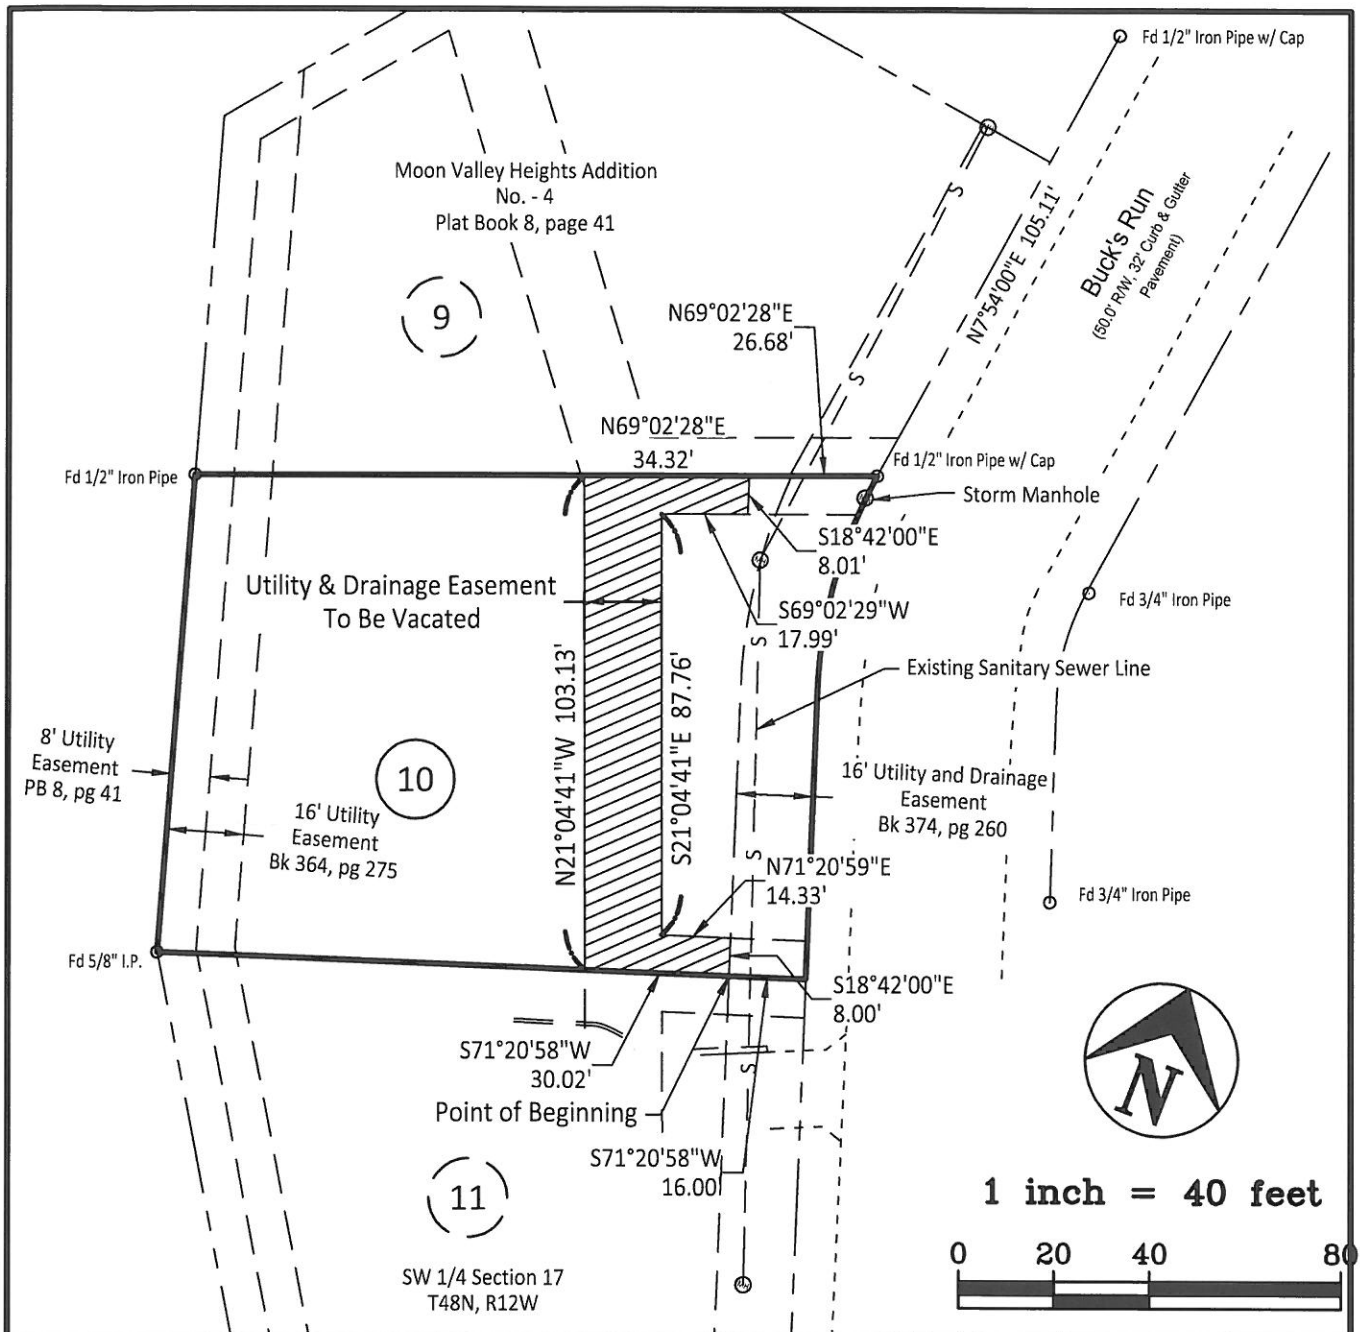 Fd 1/2" Iron Pipe w/ Cap
Moon Valley Heights Addition
No. - 4
Plat Book 8, page 41
S
N7°54'00"E 105.11'
Buck's Run
(50.0' R/W, 32' Curb & Gutter
Pavement)
9
N69°02'28"E
26.68'
S
N69°02'28"E
34.32'
Fd 1/2" Iron Pipe
Fd 1/2" Iron Pipe w/ Cap
Storm Manhole
S18°42'00"E
8.01'
Utility & Drainage Easement
To Be Vacated
S69°02'29"W
17.99'
Fd 3/4" Iron Pipe
S
Existing Sanitary Sewer Line
N21°04'41"W 103.13'
S21°04'41"E 87.76'
8' Utility
Easement
PB 8, pg 41
10
16' Utility and Drainage
Easement
Bk 374, pg 260
16' Utility
Easement
Bk 364, pg 275
S
N71°20'59"E
14.33'
Fd 3/4" Iron Pipe
Fd 5/8" I.P.
S18°42'00"E
8.00'
S71°20'58"W
30.02'
S
Point of Beginning
N
S71°20'58"W
16.00
11
1 inch = 40 feet
0 20 40 80
SW 1/4 Section 17
T48N, R12W